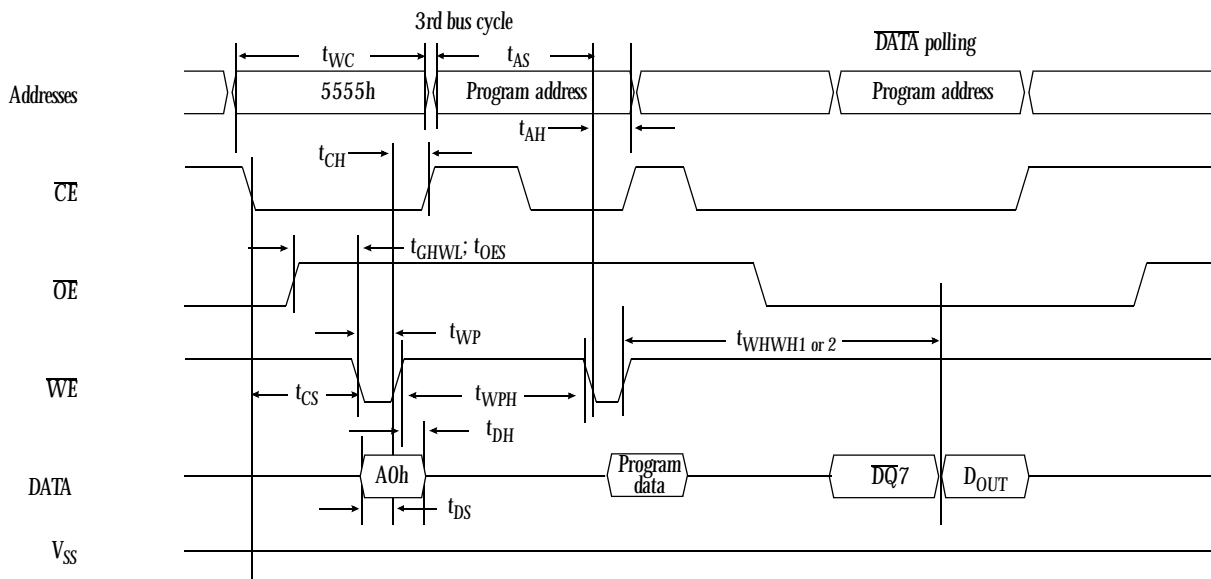 3rd bus cycle
DATA polling
tWC
tAS
Addresses
5555h
Program address
Program address
tAH
tCH
CE
tGHWL; tOES
OE
tWP
tWHWH1 or 2
WE
tCS
tWPH
tDH
DATA
A0h
Program
data
DQ7
DOUT
tDS
VSS